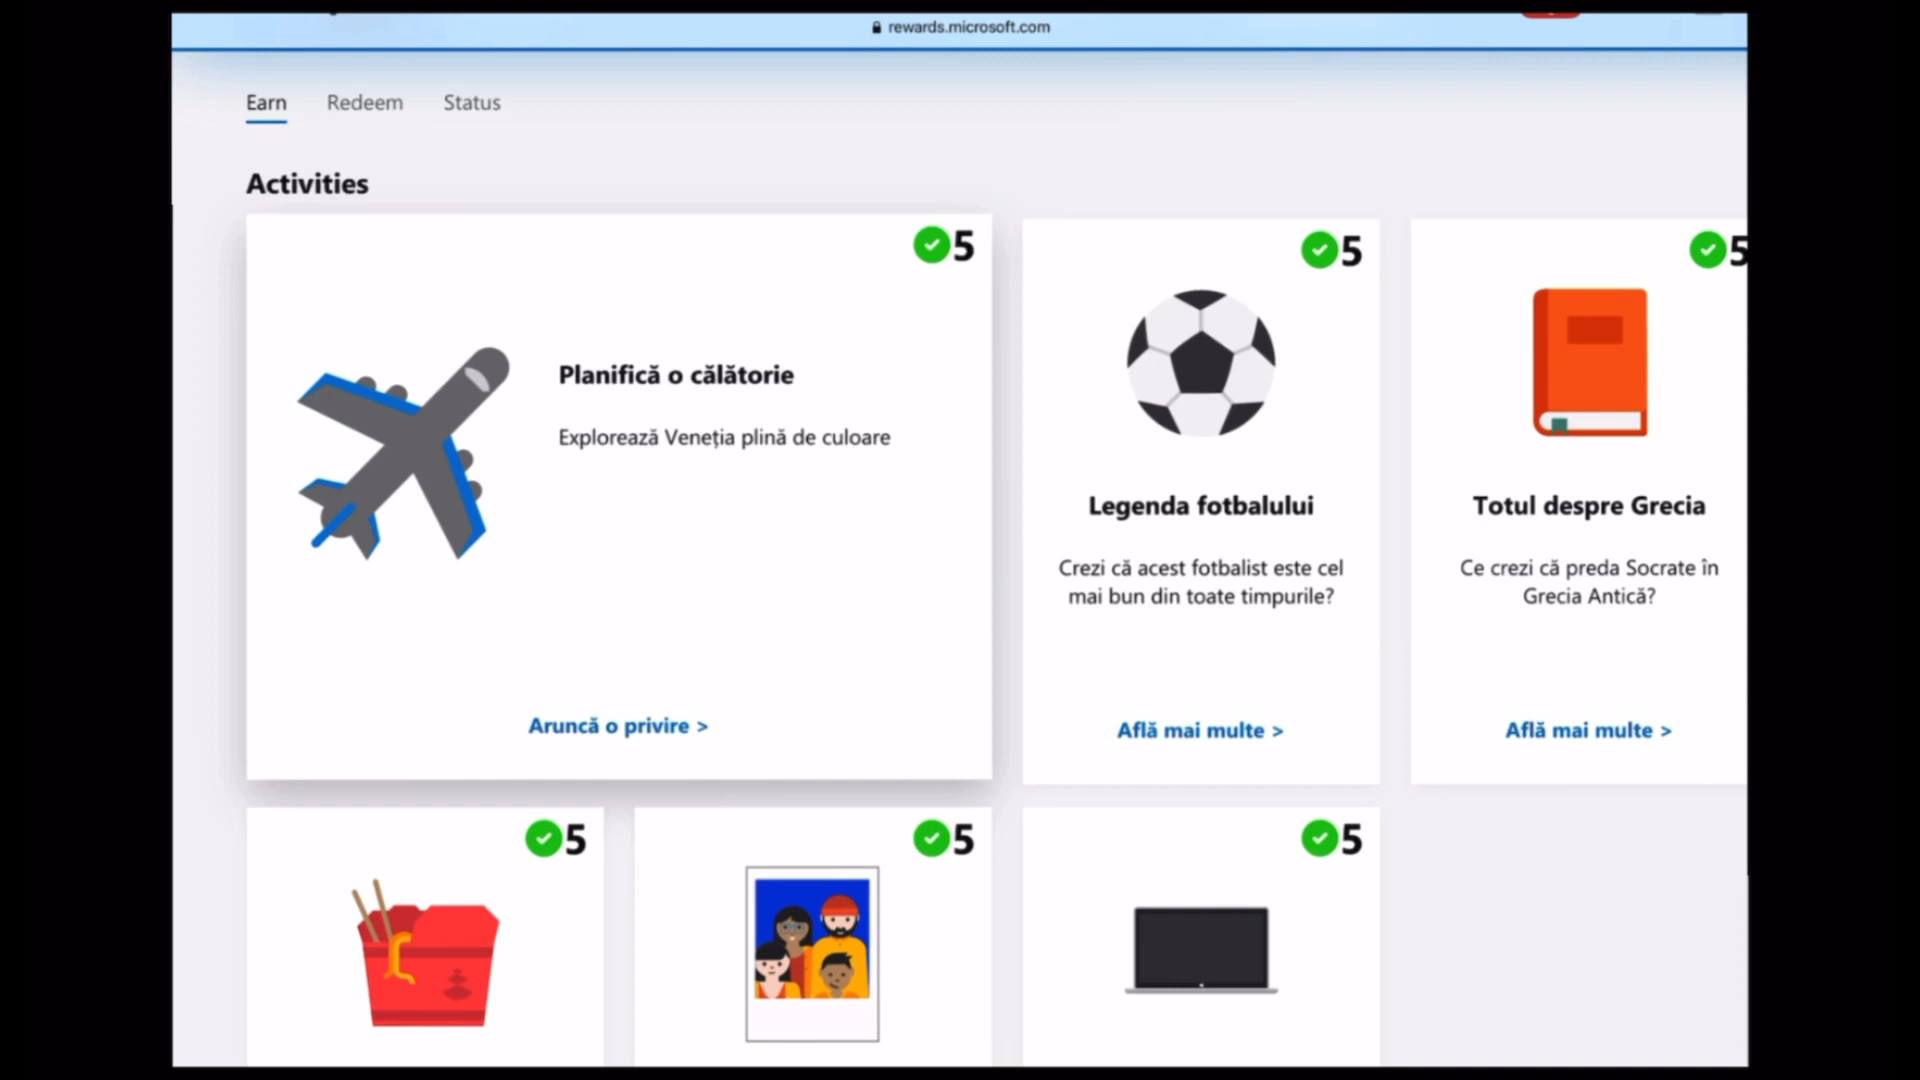 rewards.microsoft.com
Earn
Redeem
Status
Activities
5
Planifică o călătorie
Explorează Veneția plină de culoare
Aruncă o privire >
5
Legenda fotbalului
Crezi că acest fotbalist este cel
mai bun din toate timpurile?
Află mai multe >
5
Totul despre Grecia
Ce crezi că preda Socrate în
Grecia Antică?
Află mai multe >
5
5
5